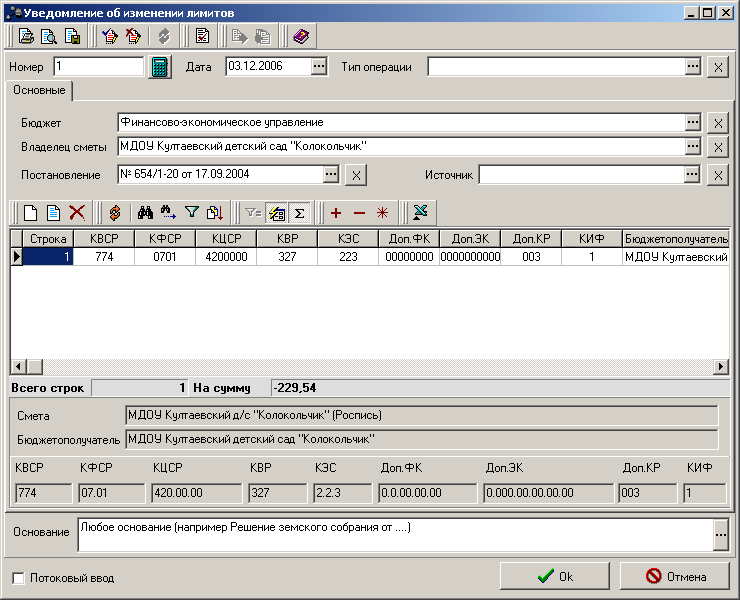 Уведомление об изменении лимитов
Номер 1 Дата 03.12.2006 Тип операции X
Основные
Бюджет Финансово-экономическое управление X
Владелец сметы МДОУ Култаевский детский сад "Колокольчик" X
Постановление № 654/1-20 от 17.09.2004 X Источник X
Строка КВСР КФСР КЦСР КВР КЭС Доп.ФК Доп.ЭК Доп.КР КИФ Бюджетополучатель
1 774 0701 4200000 327 223 00000000 0000000000 003 1 МДОУ Култаевский
Всего строк 1 На сумму -229,54
Смета МДОУ Култаевский д/с "Колокольчик" (Роспись)
Бюджетополучатель МДОУ Култаевский детский сад "Колокольчик"
КВСР КФСР КЦСР КВР КЭС Доп.ФК Доп.ЭК Доп.КР КИФ
774 07.01 420.00.00 327 2.2.3 0.0.00.00.00 0.000.00.00.00.00 003 1
Основание Любое основание (например Решение земского собрания от ....)
Потоковый ввод Ok Отмена